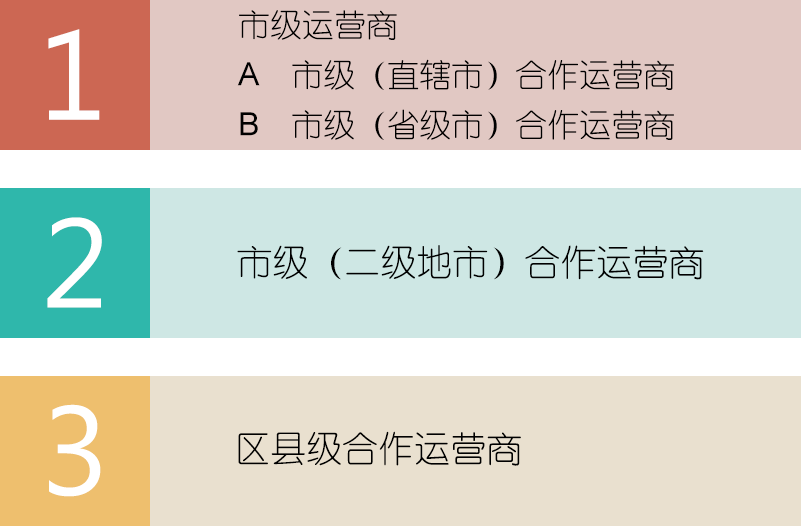 1
市级运营商
A 市级（直辖市）合作运营商
B 市级（省级市）合作运营商
2
市级（二级地市）合作运营商
3
区县级合作运营商